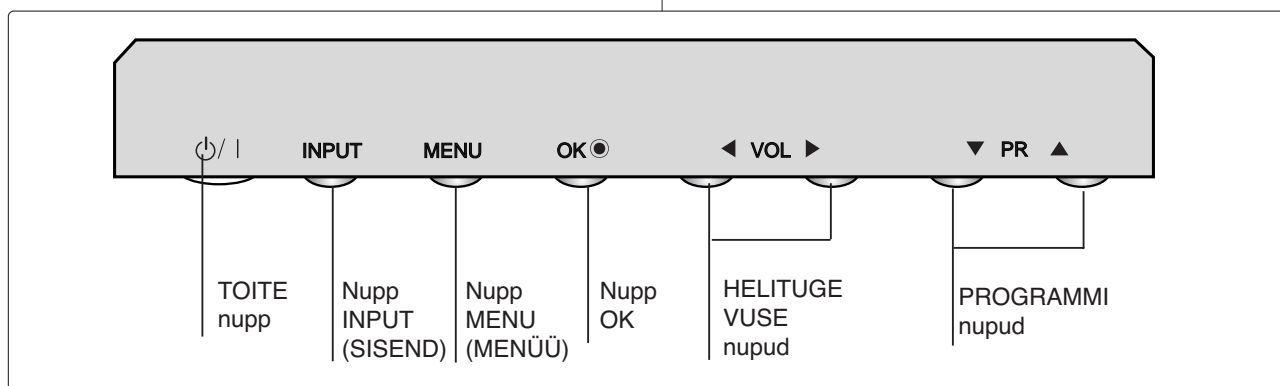 ⏻/ I INPUT MENU OK◉ ◀ VOL ▶ ▼ PR ▲
TOITE
nupp
Nupp
INPUT
(SISEND)
Nupp
MENU
(MENÜÜ)
Nupp
OK
HELITUGE
VUSE
nupud
PROGRAMMI
nupud